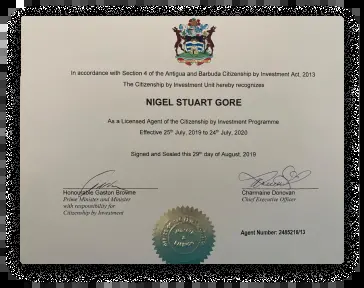 In accordance with Section 4 of the Antigua and Barbuda Citizenship by Investment Act, 2013
The Citizenship by Investment Unit hereby recognizes
NIGEL STUART GORE
As a Licensed Agent of the Citizenship by Investment Programme
Effective 25th July, 2019 to 24th July, 2020
Signed and Sealed this 29th day of August, 2019
Honourable Gaston Browne
Prime Minister and Minister
with responsibility for
Citizenship by Investment
Charmaine Donovan
Chief Executive Officer
Agent Number: 2465218/13